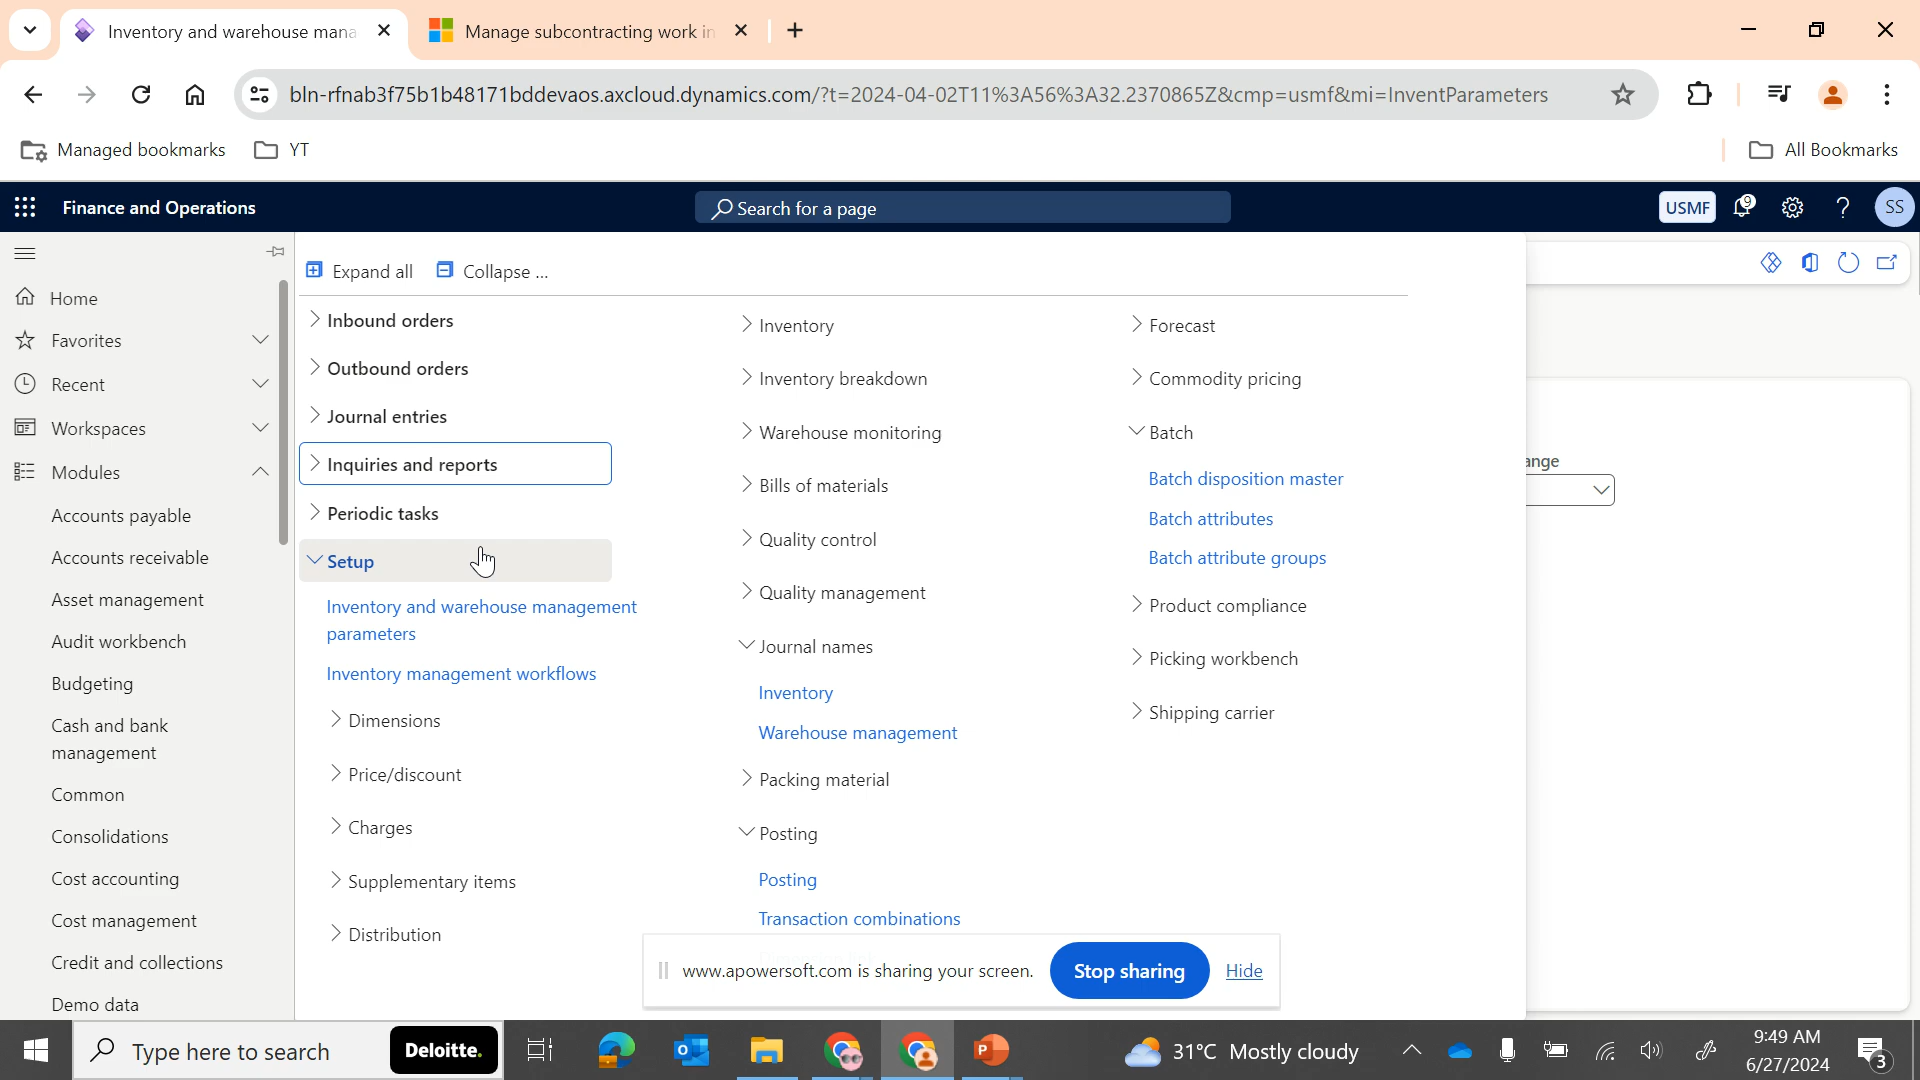 Inventory and warehouse mana
Manage subcontracting work in
bln-rfnab3f75b1b48171bddevaos.axcloud.dynamics.com/?t=2024-04-02T11%3A56%3A32.2370865Z&cmp=usmf&mi=InventParameters
Managed bookmarks
YT
All Bookmarks
Finance and Operations
Search for a page
USMF
9
?
SS
Expand all
Collapse ...
Home
Favorites
Recent
Workspaces
Modules
Accounts payable
Accounts receivable
Asset management
Audit workbench
Budgeting
Cash and bank
management
Common
Consolidations
Cost accounting
Cost management
Credit and collections
Demo data
Inbound orders
Outbound orders
Journal entries
Inquiries and reports
Periodic tasks
Setup
Inventory and warehouse management
parameters
Inventory management workflows
Dimensions
Price/discount
Charges
Supplementary items
Distribution
Inventory
Inventory breakdown
Warehouse monitoring
Bills of materials
Quality control
Quality management
Journal names
Inventory
Warehouse management
Packing material
Posting
Posting
Transaction combinations
Forecast
Commodity pricing
Batch
Batch disposition master
Batch attributes
Batch attribute groups
Product compliance
Picking workbench
Shipping carrier
ange
www.apowersoft.com is sharing your screen.
Stop sharing
Hide
Type here to search
Deloitte.
31°C Mostly cloudy
9:49 AM
6/27/2024
3